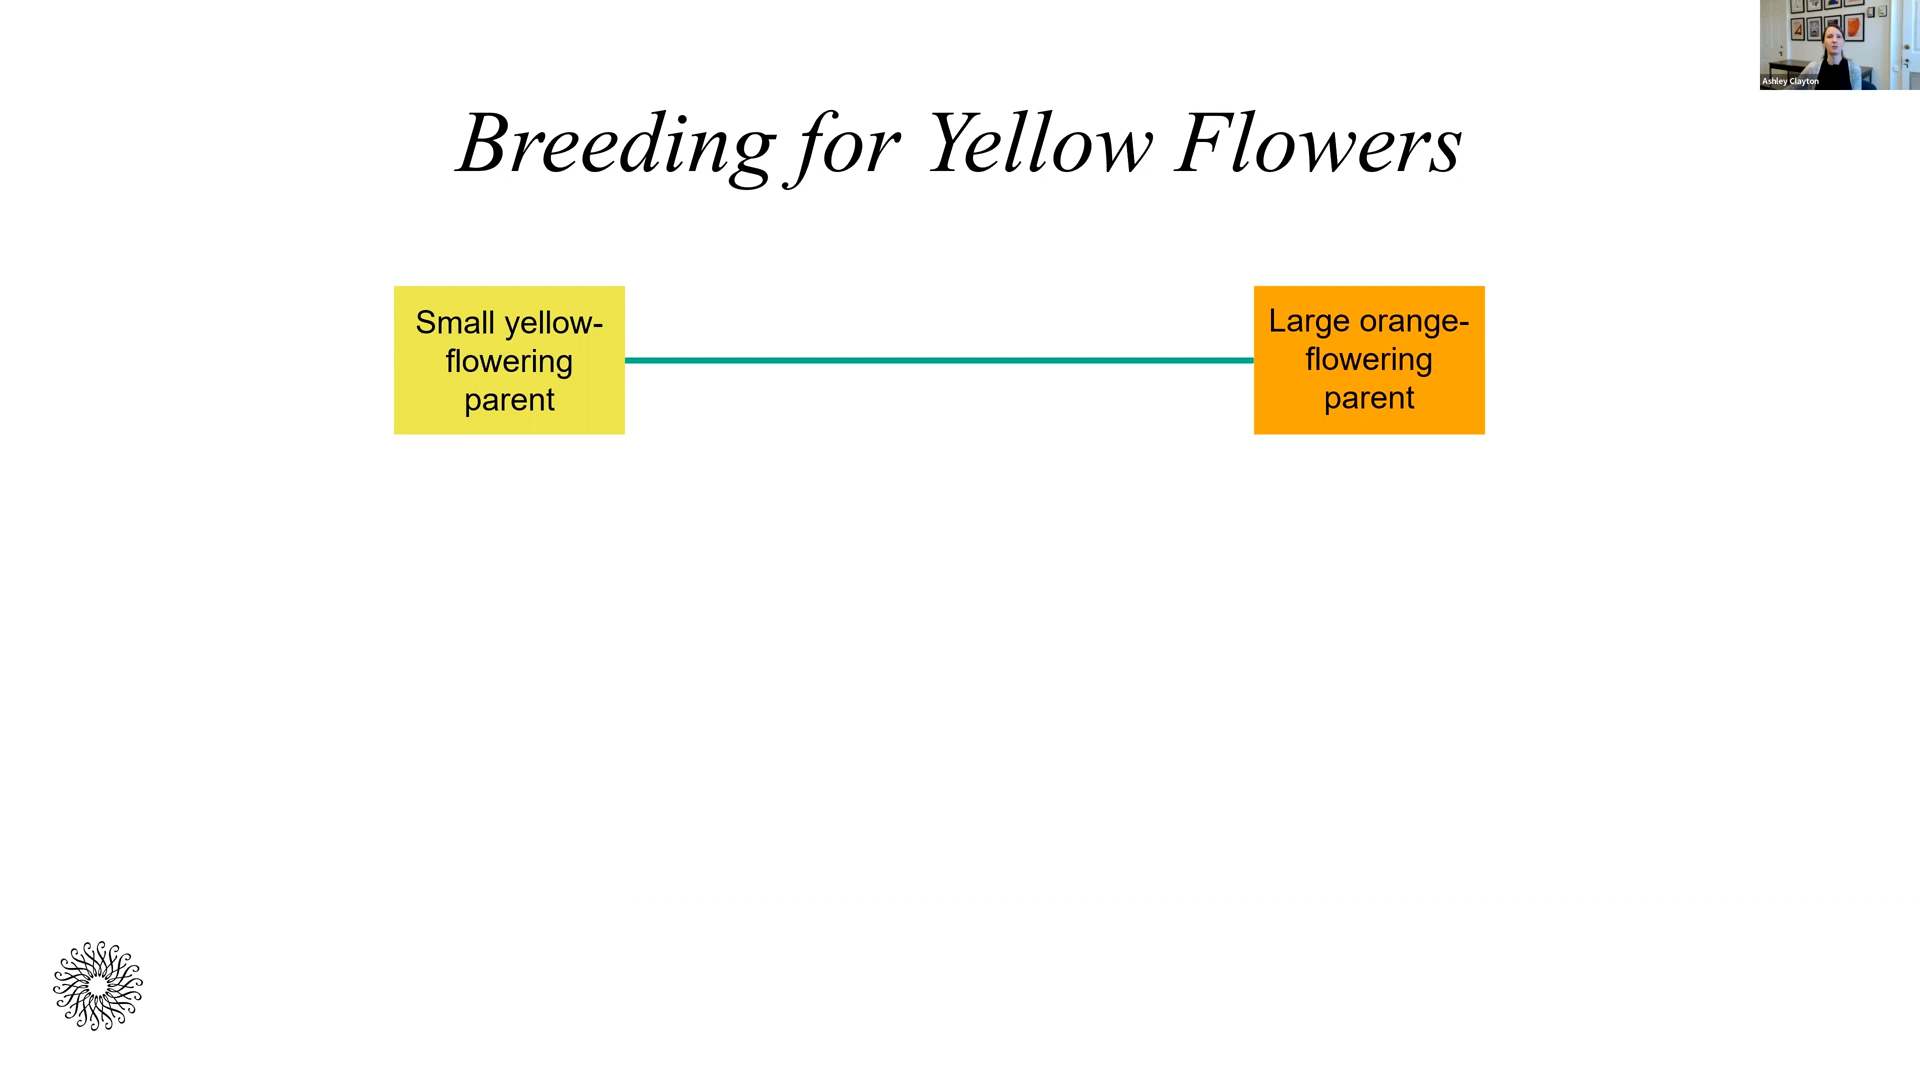 Ashley Clayton
Breeding for Yellow Flowers
Small yellow-
flowering
parent
Large orange-
flowering
parent